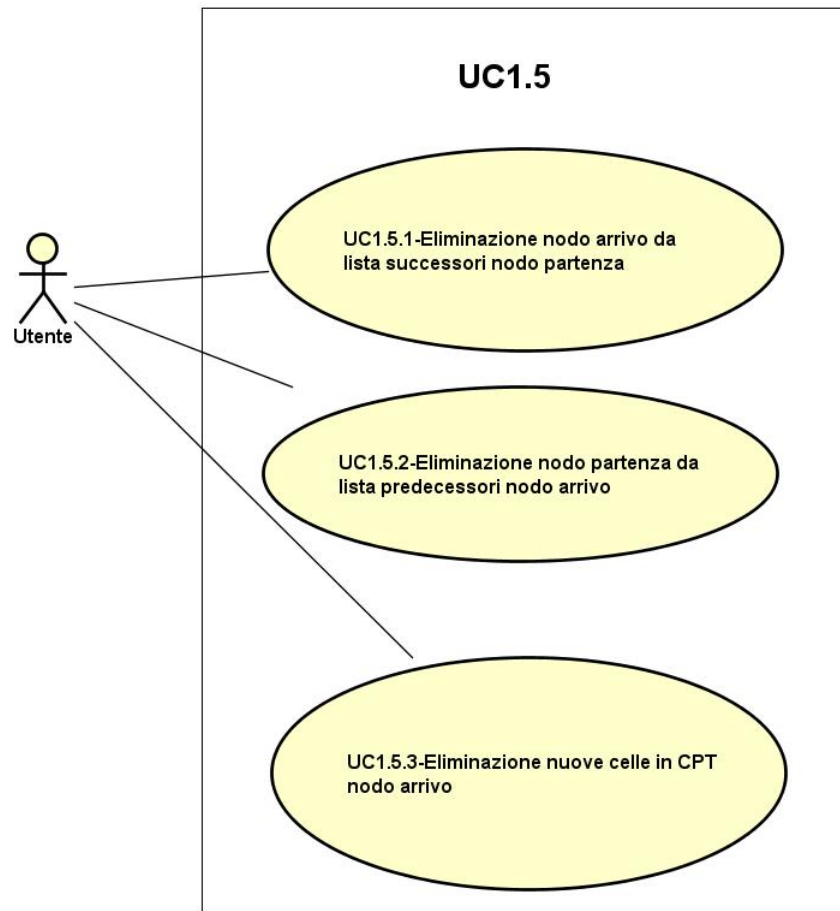 UC1.5
UC1.5.1-Eliminazione nodo arrivo da
lista successori nodo partenza
Utente
UC1.5.2-Eliminazione nodo partenza da
lista predecessori nodo arrivo
UC1.5.3-Eliminazione nuove celle in CPT
nodo arrivo